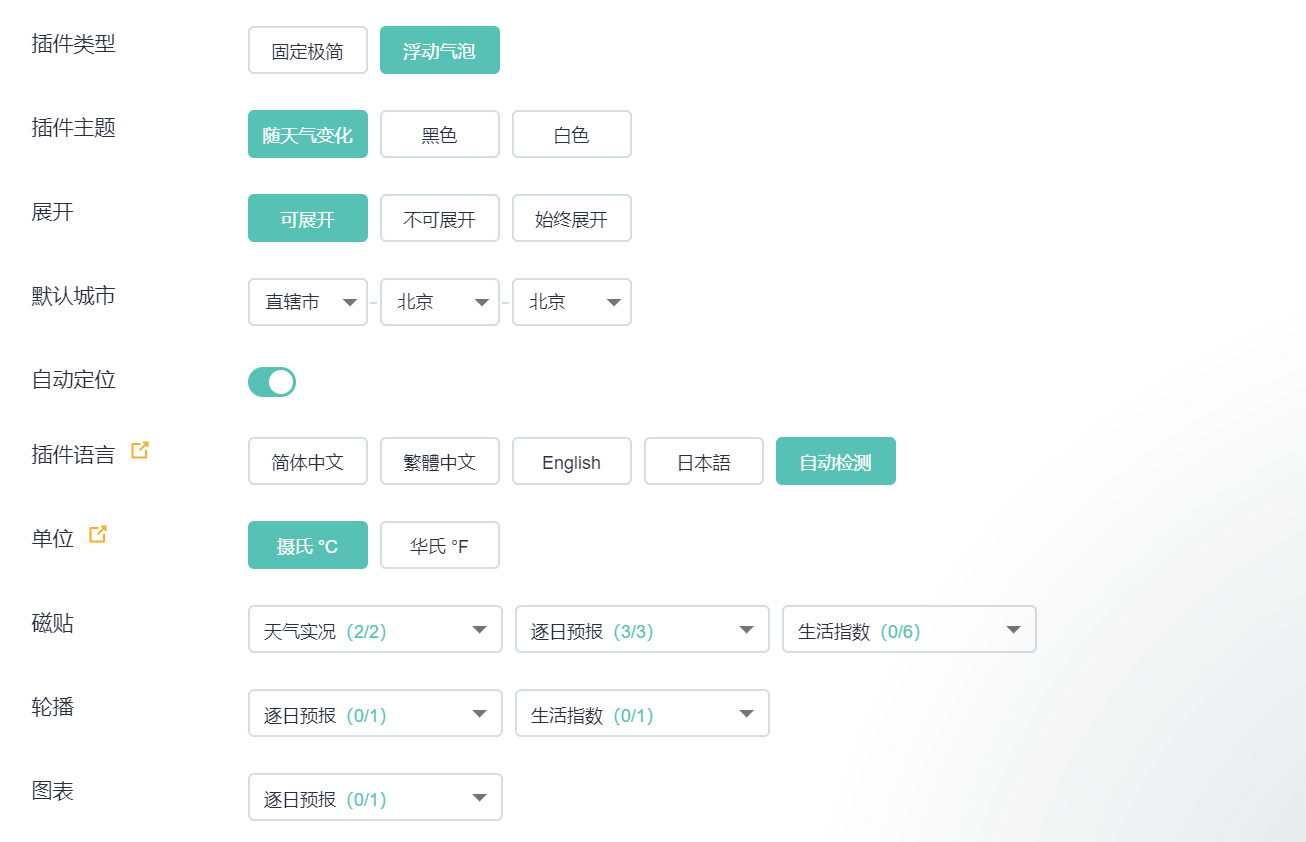 插件类型 固定极简 浮动气泡
插件主题 随天气变化 黑色 白色
展开 可展开 不可展开 始终展开
默认城市 直辖市 - 北京 - 北京
自动定位
插件语言 简体中文 繁體中文 English 日本語 自动检测
单位 摄氏 °C 华氏 °F
磁贴 天气实况 (2/2) 逐日预报 (3/3) 生活指数 (0/6)
轮播 逐日预报 (0/1) 生活指数 (0/1)
图表 逐日预报 (0/1)